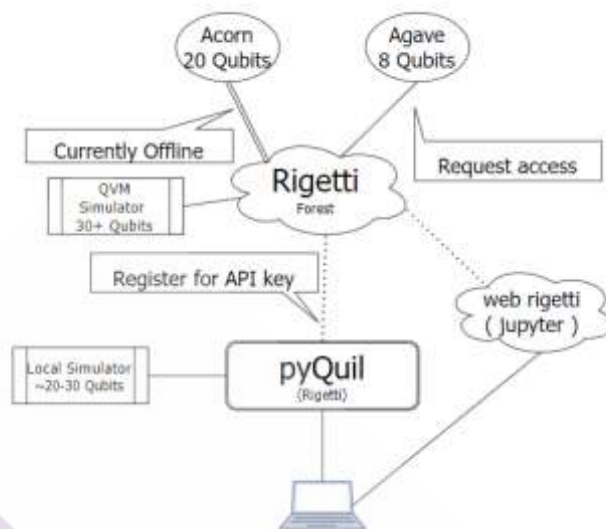 Acorn
20 Qubits
Agave
8 Qubits
Currently Offline
Request access
Rigetti
Forest
QVM
Simulator
30+ Qubits
Register for API key
web rigetti
( jupyter )
Local Simulator
~20-30 Qubits
pyQuil
(Rigetti)